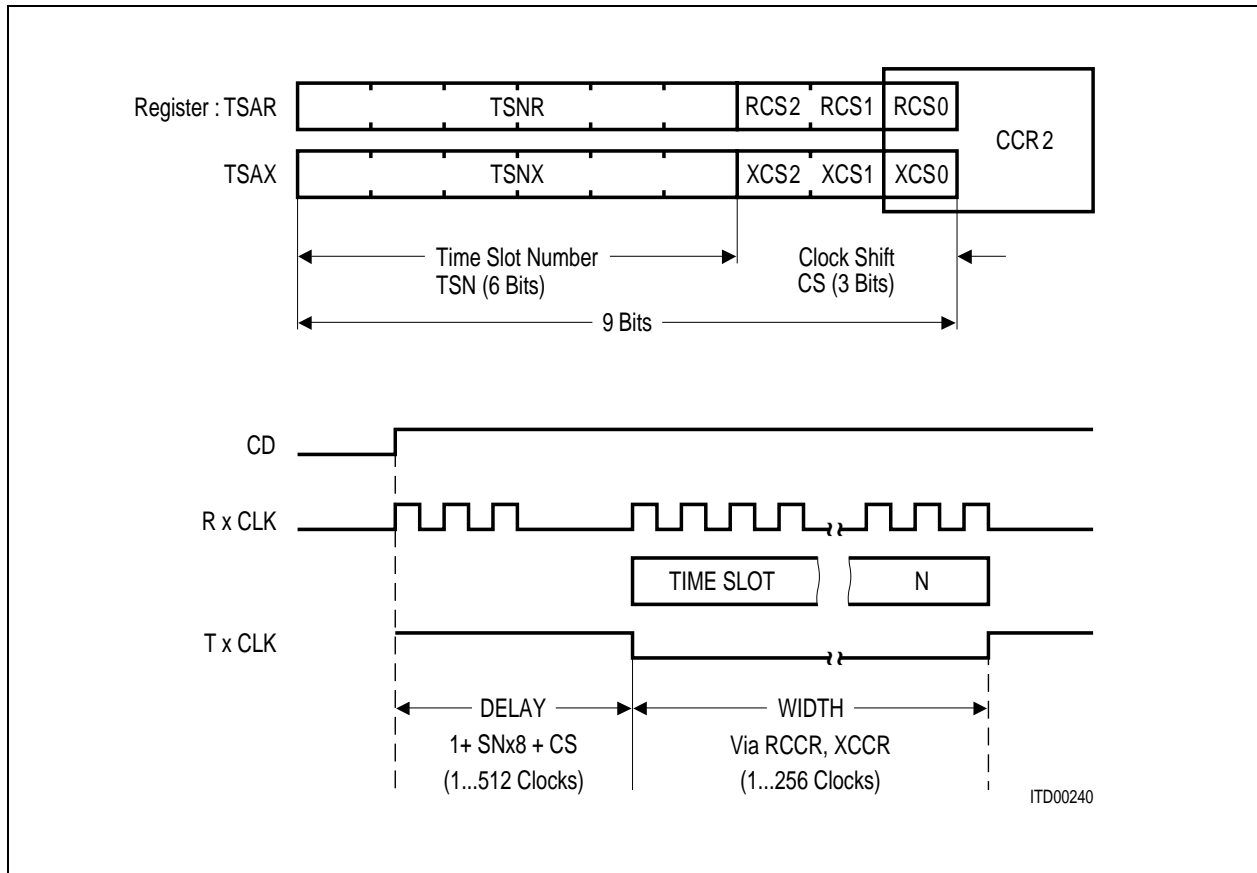 Register : TSAR TSNR RCS2 RCS1 RCS0
CCR 2
TSAX TSNX XCS2 XCS1 XCS0
Time Slot Number Clock Shift
TSN (6 Bits) CS (3 Bits)
9 Bits
CD
R x CLK
TIME SLOT N
T x CLK
DELAY WIDTH
1+ SNx8 + CS Via RCCR, XCCR
(1...512 Clocks) (1...256 Clocks)
ITD00240